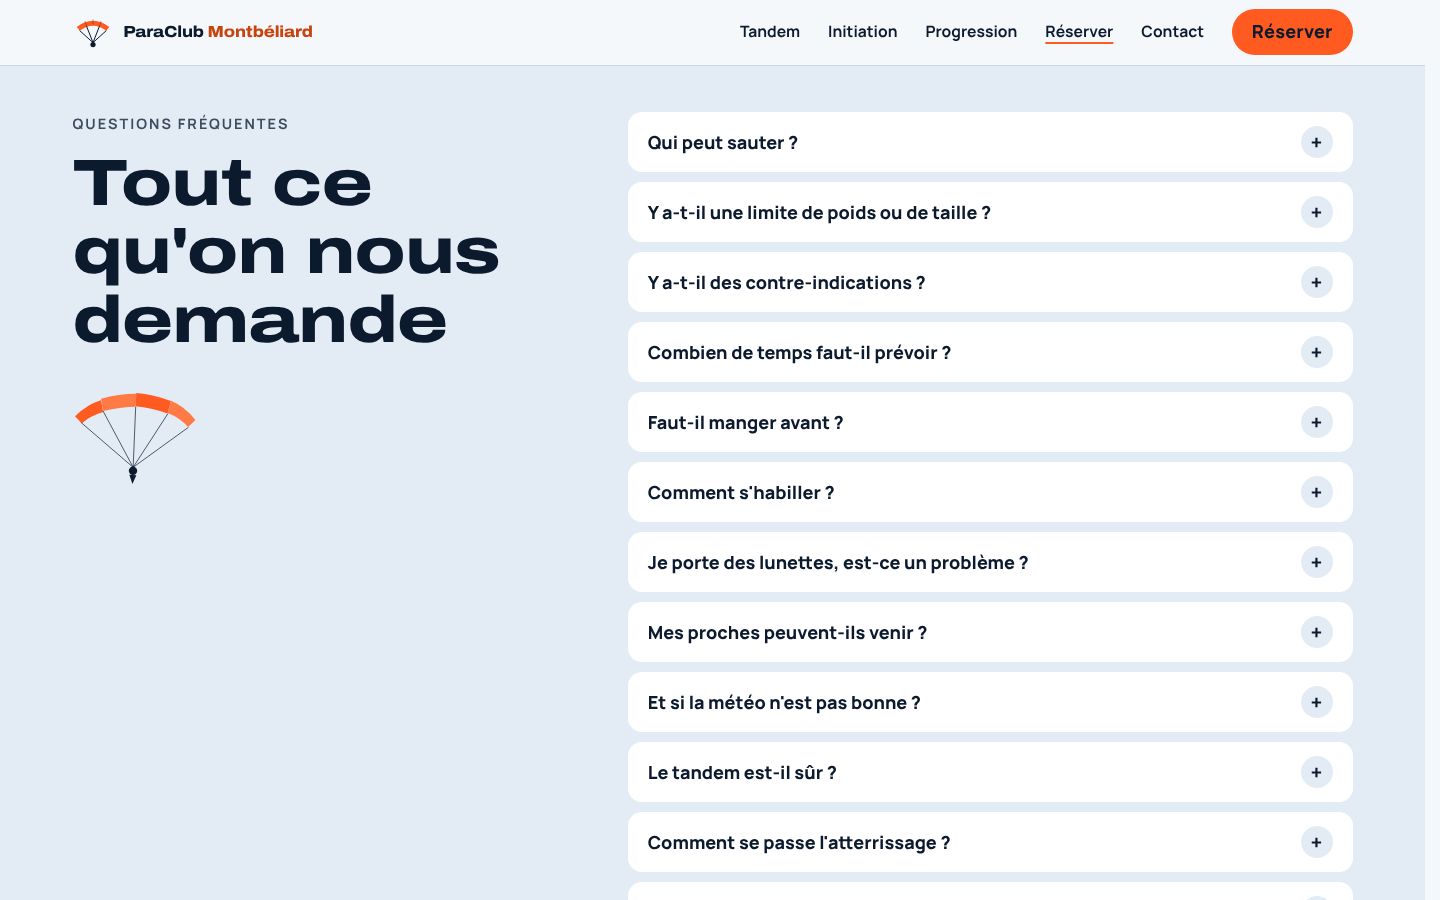 ParaClub Montbéliard
Tandem
Initiation
Progression
Réserver
Contact
Réserver
QUESTIONS FRÉQUENTES
Tout ce
qu'on nous
demande
Qui peut sauter ?
+
Y a-t-il une limite de poids ou de taille ?
+
Y a-t-il des contre-indications ?
+
Combien de temps faut-il prévoir ?
+
Faut-il manger avant ?
+
Comment s'habiller ?
+
Je porte des lunettes, est-ce un problème ?
+
Mes proches peuvent-ils venir ?
+
Et si la météo n'est pas bonne ?
+
Le tandem est-il sûr ?
+
Comment se passe l'atterrissage ?
+